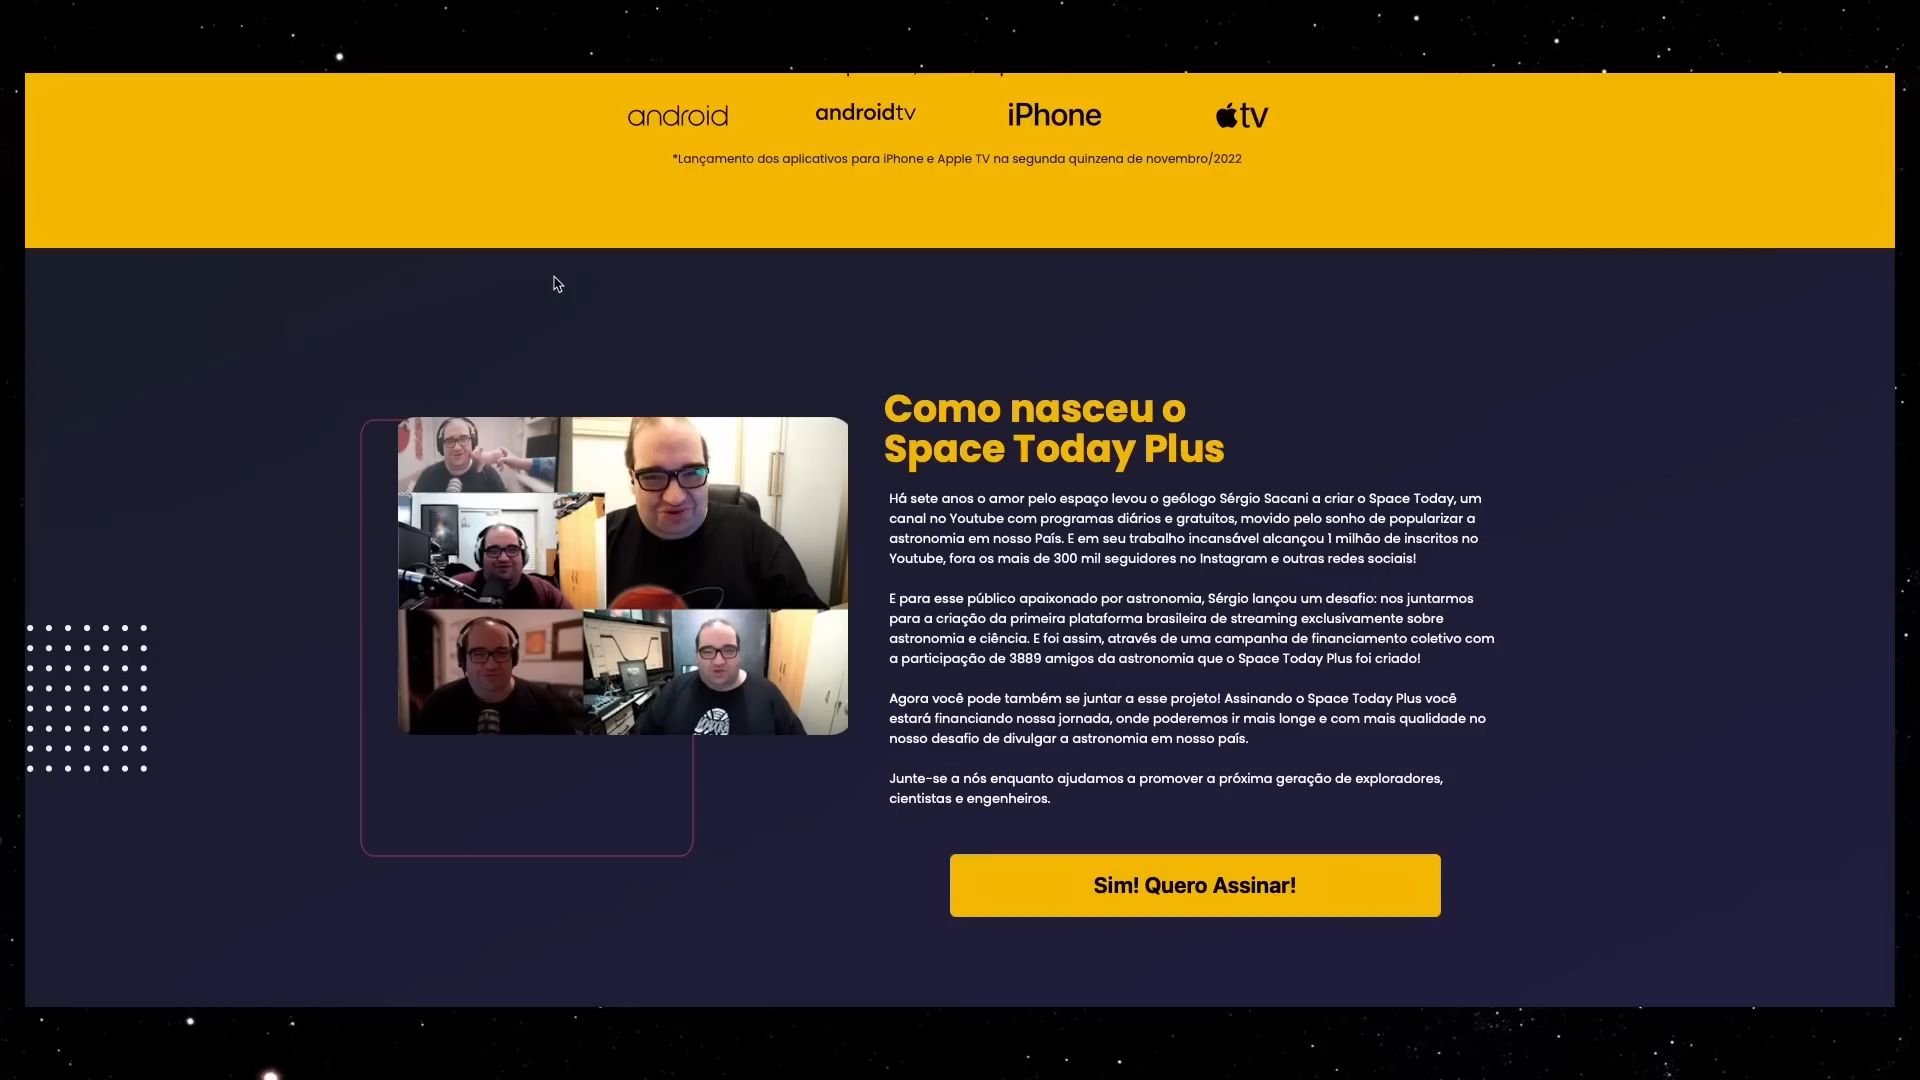 android
androidtv
iPhone
tv
*Lançamento dos aplicativos para iPhone e Apple TV na segunda quinzena de novembro/2022
Como nasceu o
Space Today Plus
Há sete anos o amor pelo espaço levou o geólogo Sérgio Sacani a criar o Space Today, um
canal no Youtube com programas diários e gratuitos, movido pelo sonho de popularizar a
astronomia em nosso País. E em seu trabalho incansável alcançou 1 milhão de inscritos no
Youtube, fora os mais de 300 mil seguidores no Instagram e outras redes sociais!
E para esse público apaixonado por astronomia, Sérgio lançou um desafio: nos juntarmos
para a criação da primeira plataforma brasileira de streaming exclusivamente sobre
astronomia e ciência. E foi assim, através de uma campanha de financiamento coletivo com
a participação de 3889 amigos da astronomia que o Space Today Plus foi criado!
Agora você pode também se juntar a esse projeto! Assinando o Space Today Plus você
estará financiando nossa jornada, onde poderemos ir mais longe e com mais qualidade no
nosso desafio de divulgar a astronomia em nosso país.
Junte-se a nós enquanto ajudamos a promover a próxima geração de exploradores,
cientistas e engenheiros.
Sim! Quero Assinar!